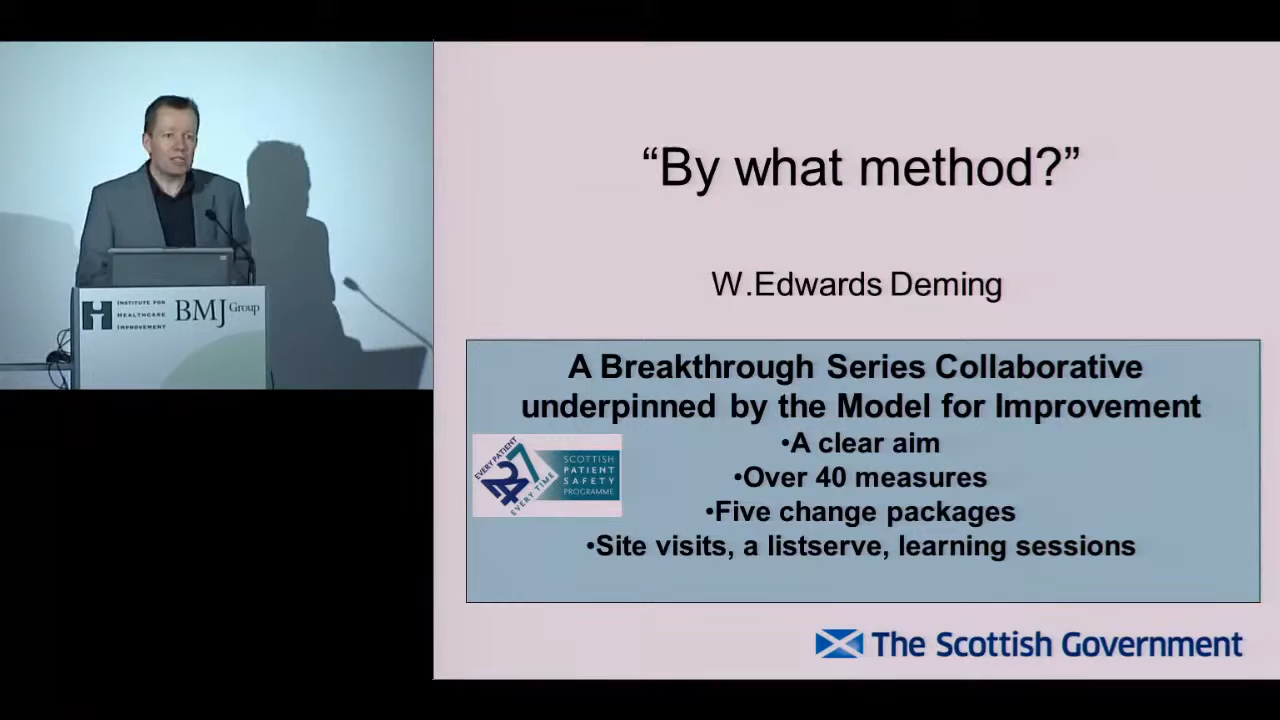 INSTITUTE FOR
HEALTHCARE
IMPROVEMENT
BMJ Group
“By what method?”
W.Edwards Deming
A Breakthrough Series Collaborative
underpinned by the Model for Improvement
•A clear aim
•Over 40 measures
•Five change packages
•Site visits, a listserve, learning sessions
EVERY PATIENT
24 7
EVERY TIME
SCOTTISH
PATIENT
SAFETY
PROGRAMME
The Scottish Government